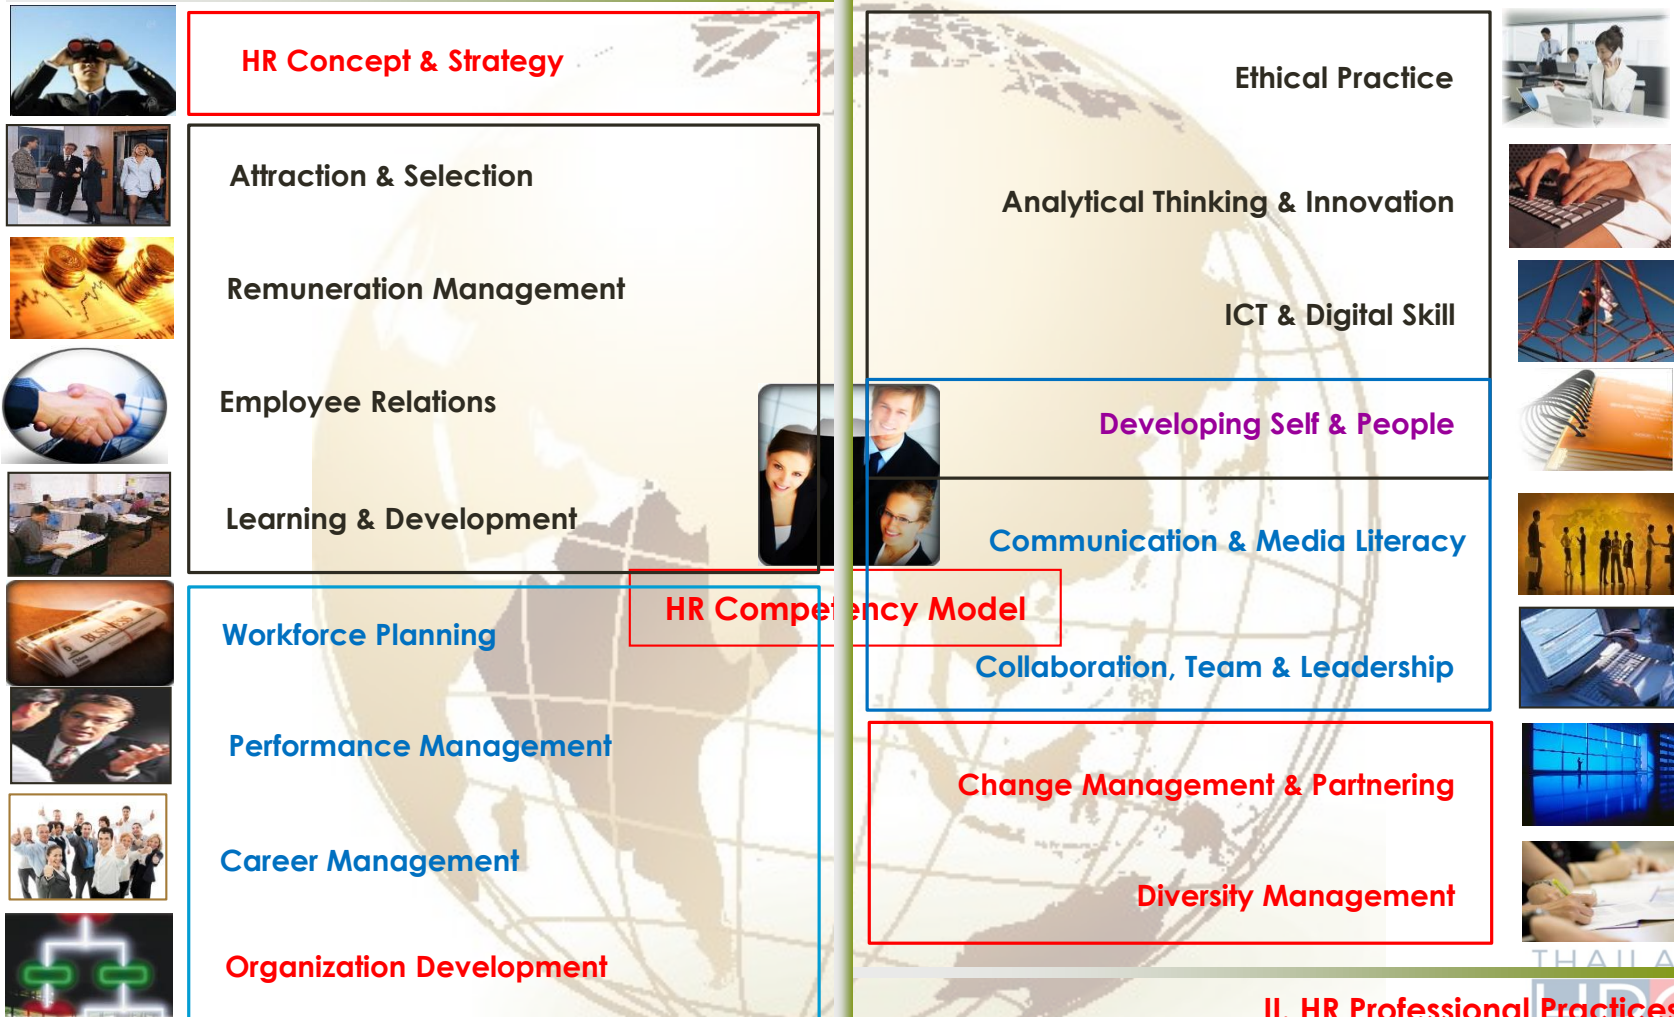 HR Concept & Strategy
Attraction & Selection
Remuneration Management
Employee Relations
Learning & Development
Workforce Planning
Performance Management
Career Management
Organization Development
HR Competency Model
Ethical Practice
Analytical Thinking & Innovation
ICT & Digital Skill
Developing Self & People
Communication & Media Literacy
Collaboration, Team & Leadership
Change Management & Partnering
Diversity Management
II. HR Professional Practices